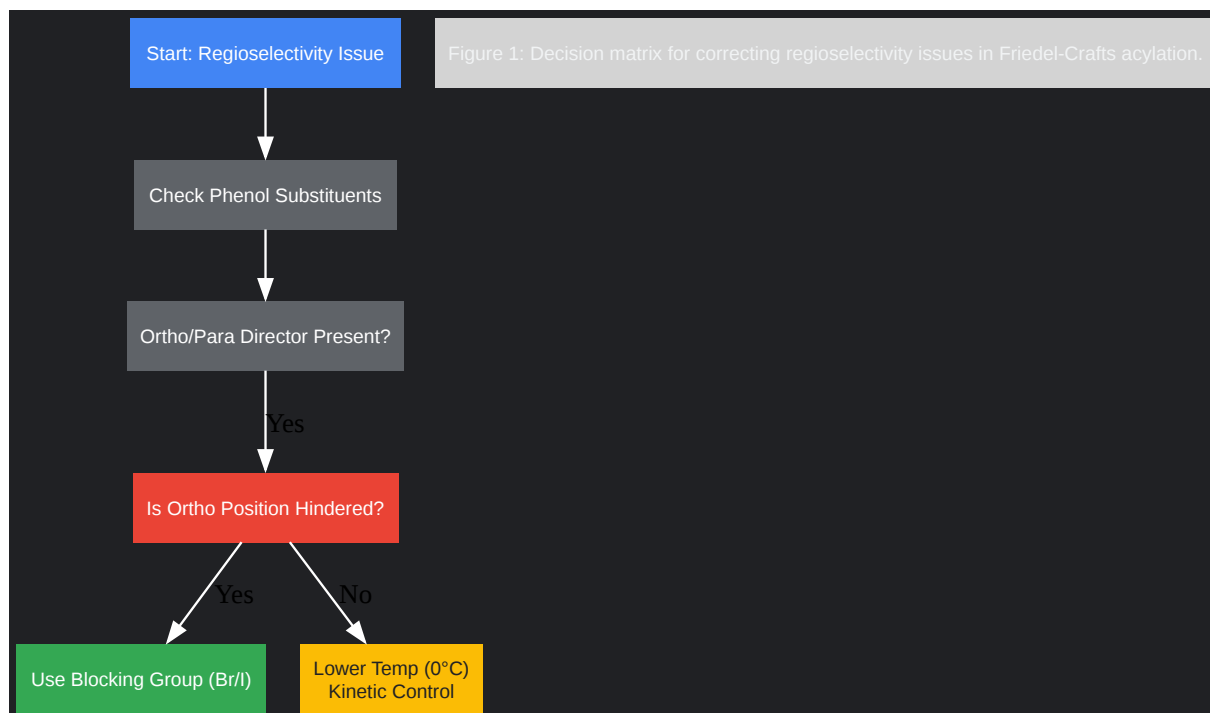 Start: Regioselectivity Issue
Figure 1: Decision matrix for correcting regioselectivity issues in Friedel-Crafts acylation.
Check Phenol Substituents
Ortho/Para Director Present?
Yes
Is Ortho Position Hindered?
Yes
No
Use Blocking Group (Br/I)
Lower Temp (0°C)
Kinetic Control